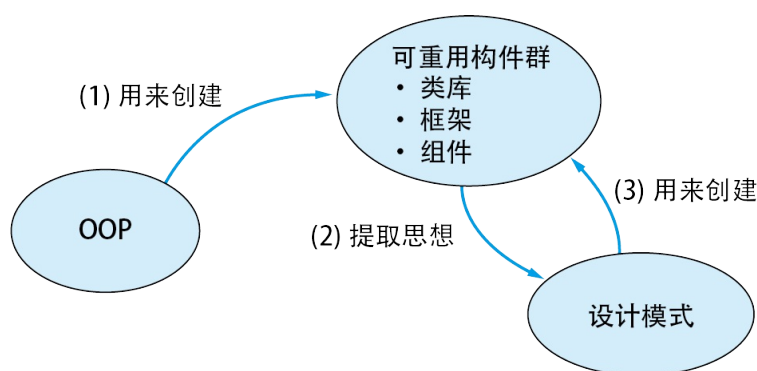 可重用构件群
· 类库
· 框架
· 组件
(1) 用来创建
OOP
(2) 提取思想
(3) 用来创建
设计模式